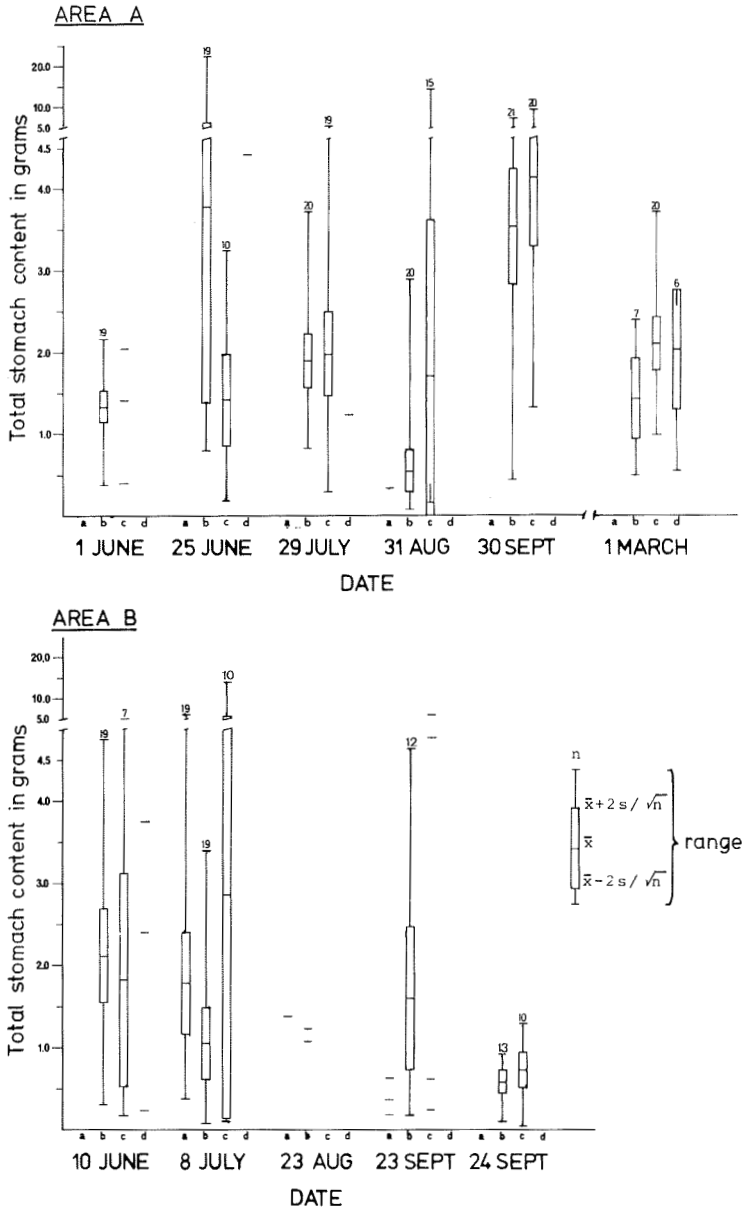 AREA A
Total stomach content in grams
20.0
10.0
5.0
4.5
4.0
3.0
2.0
1.0
19
19
10
20
19
20
15
21
20
7
20
6
a b c d a b c d a b c d a b c d a b c d a b c d
1 JUNE 25 JUNE 29 JULY 31 AUG 30 SEPT 1 MARCH
DATE
AREA B
Total stomach content in grams
20,0
10.0
5.0
4.5
4.0
3.0
2.0
1.0
19
7
19
19
10
12
13
10
n
x̄+2s/√n
x̄
x̄−2s/√n
range
a b c d a b c d a b c d a b c d a b c d
10 JUNE 8 JULY 23 AUG 23 SEPT 24 SEPT
DATE